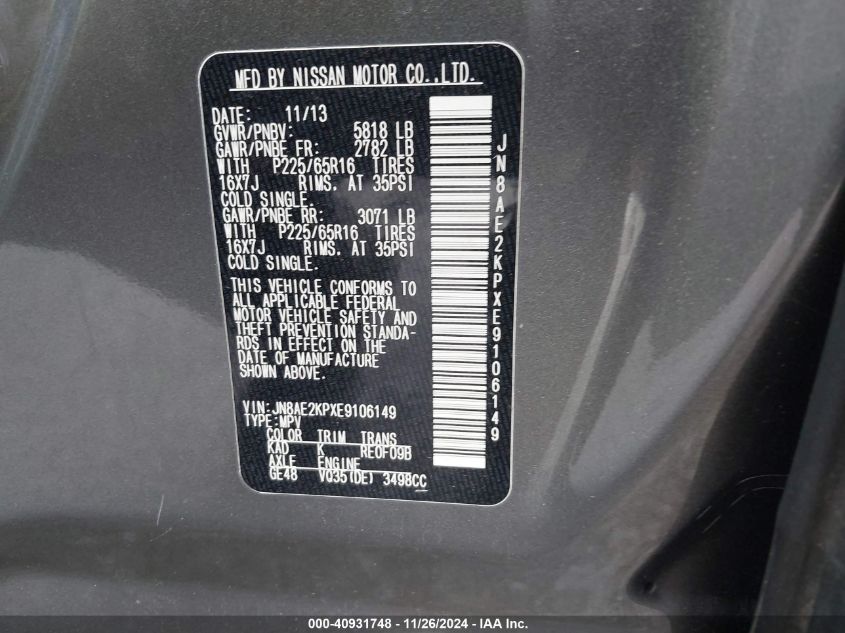 MFD BY NISSAN MOTOR CO.,LTD.
DATE: 11/13
GVWR/PNBV: 5818 LB
GAWR/PNBE FR: 2782 LB
WITH P225/65R16 TIRES
16X7J RIMS. AT 35PSI
COLD SINGLE.
GAWR/PNBE RR: 3071 LB
WITH P225/65R16 TIRES
16X7J RIMS. AT 35PSI
COLD SINGLE.
THIS VEHICLE CONFORMS TO
ALL APPLICABLE FEDERAL
MOTOR VEHICLE SAFETY AND
THEFT PREVENTION STANDA-
RDS IN EFFECT ON THE
DATE OF MANUFACTURE
SHOWN ABOVE.
VIN: JN8AE2KPXE9106149
TYPE: MPV
COLOR TRIM TRANS
KAD K RE0F09B
AXLE ENGINE
GE48 VQ35(DE) 3498CC
JN8AE2KPXE9106149
000-40931748 - 11/26/2024 - IAA Inc.